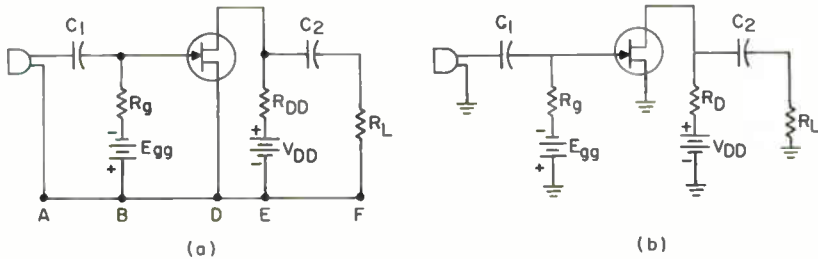 C1
C2
Rg
RDD
RL
-
Egg
+
+
VDD
-
A B D E F
(a)
C1
C2
Rg
RD
RL
-
Egg
+
+
VDD
-
(b)